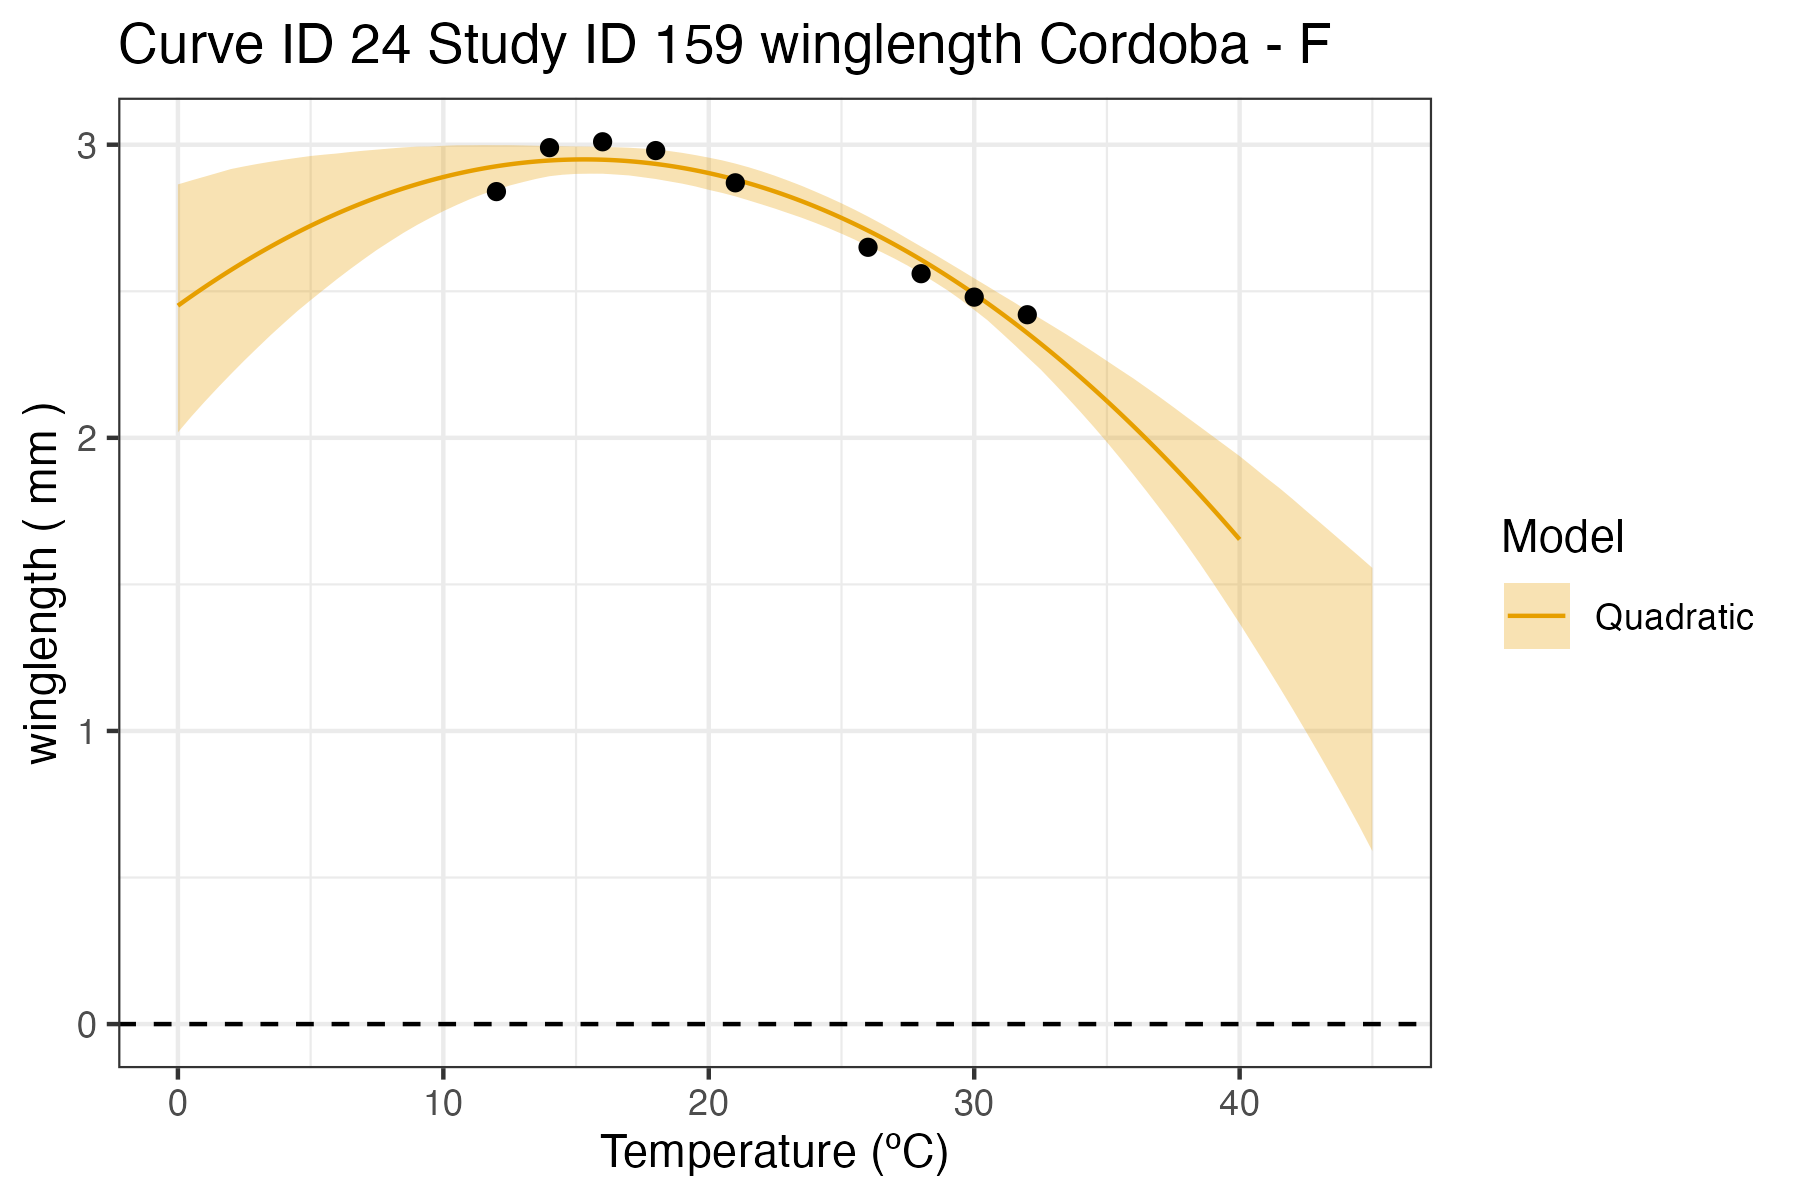 Curve ID 24 Study ID 159 winglength Cordoba - F
winglength ( mm )
3
2
1
0
0 10 20 30 40
Temperature (ºC)
Model
Quadratic